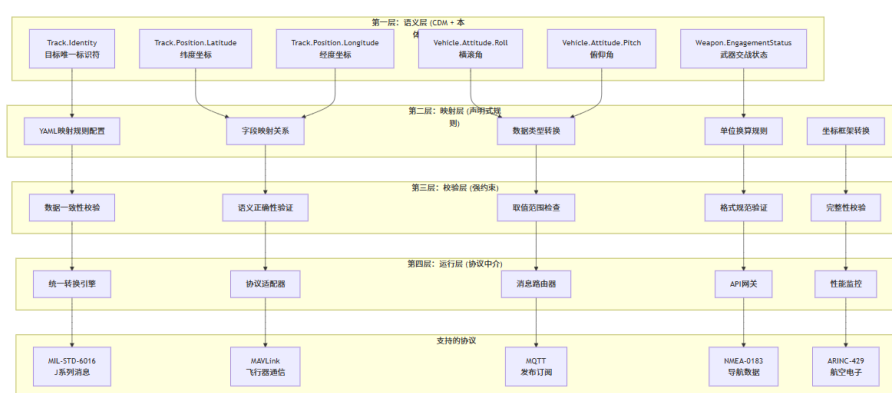 第一层：语义层 (CDM + 本
体
Track.Identity
目标唯一标识符
Track.Position.Latitude
纬度坐标
Track.Position.Longitude
经度坐标
Vehicle.Attitude.Roll
横滚角
Vehicle.Attitude.Pitch
俯仰角
Weapon.EngagementStatus
武器交战状态
第二层：映射层 (声明式规
则)
YAML映射规则配置
字段映射关系
数据类型转换
单位换算规则
坐标框架转换
第三层：校验层 (强约束)
数据一致性校验
语义正确性验证
取值范围检查
格式规范验证
完整性校验
第四层：运行层 (协议中介)
统一转换引擎
协议适配器
消息路由器
API网关
性能监控
支持的协议
MIL-STD-6016
J系列消息
MAVLink
飞行器通信
MQTT
发布订阅
NMEA-0183
导航数据
ARINC-429
航空电子